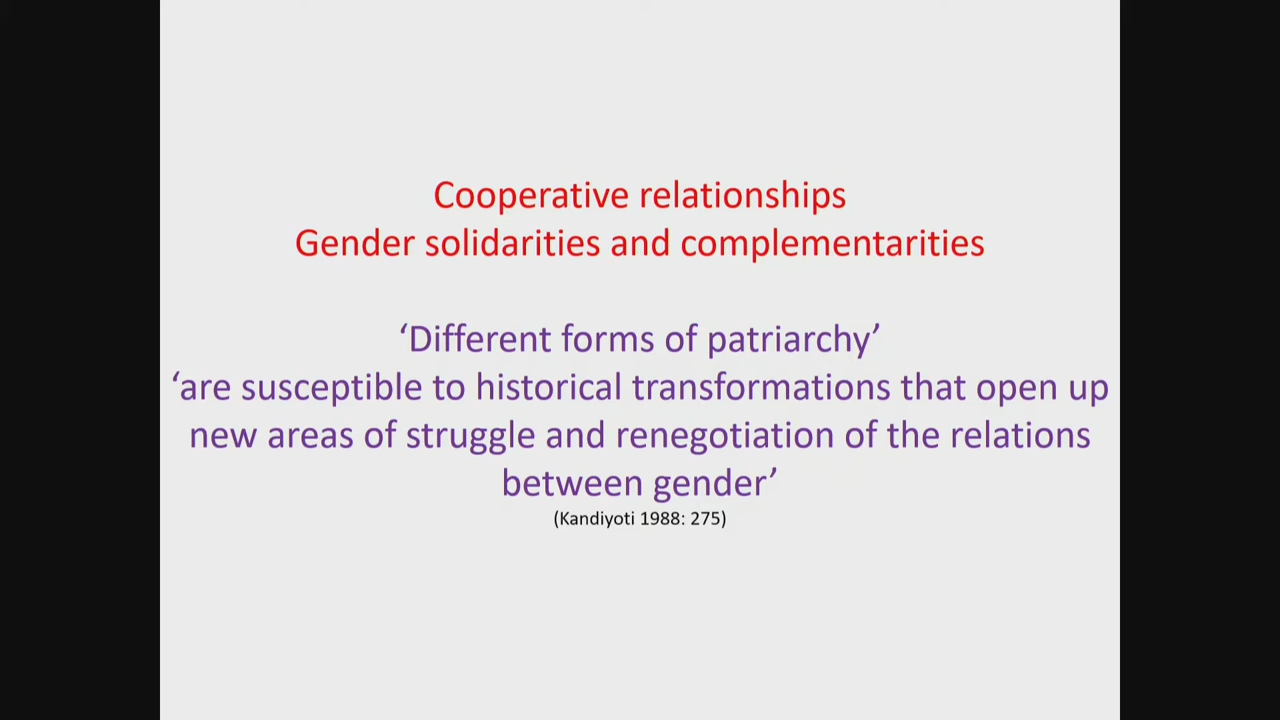 Cooperative relationships
Gender solidarities and complementarities
‘Different forms of patriarchy’
‘are susceptible to historical transformations that open up
new areas of struggle and renegotiation of the relations
between gender’
(Kandiyoti 1988: 275)